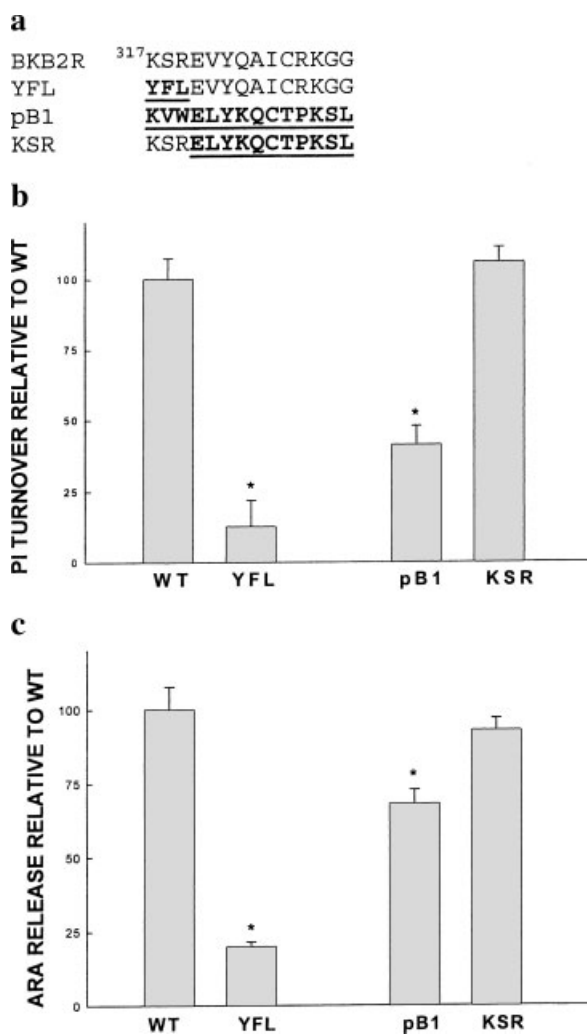 a
BKB2R ³¹⁷KSREVYQAICRKGG
YFL YFLEVYQAICRKGG
pB1 KVWELYKQCTPKSL
KSR KSRELYKQCTPKSL
b
PI TURNOVER RELATIVE TO WT
100
75
50
25
0
*
*
WT YFL pB1 KSR
c
ARA RELEASE RELATIVE TO WT
100
75
50
25
0
*
*
WT YFL pB1 KSR